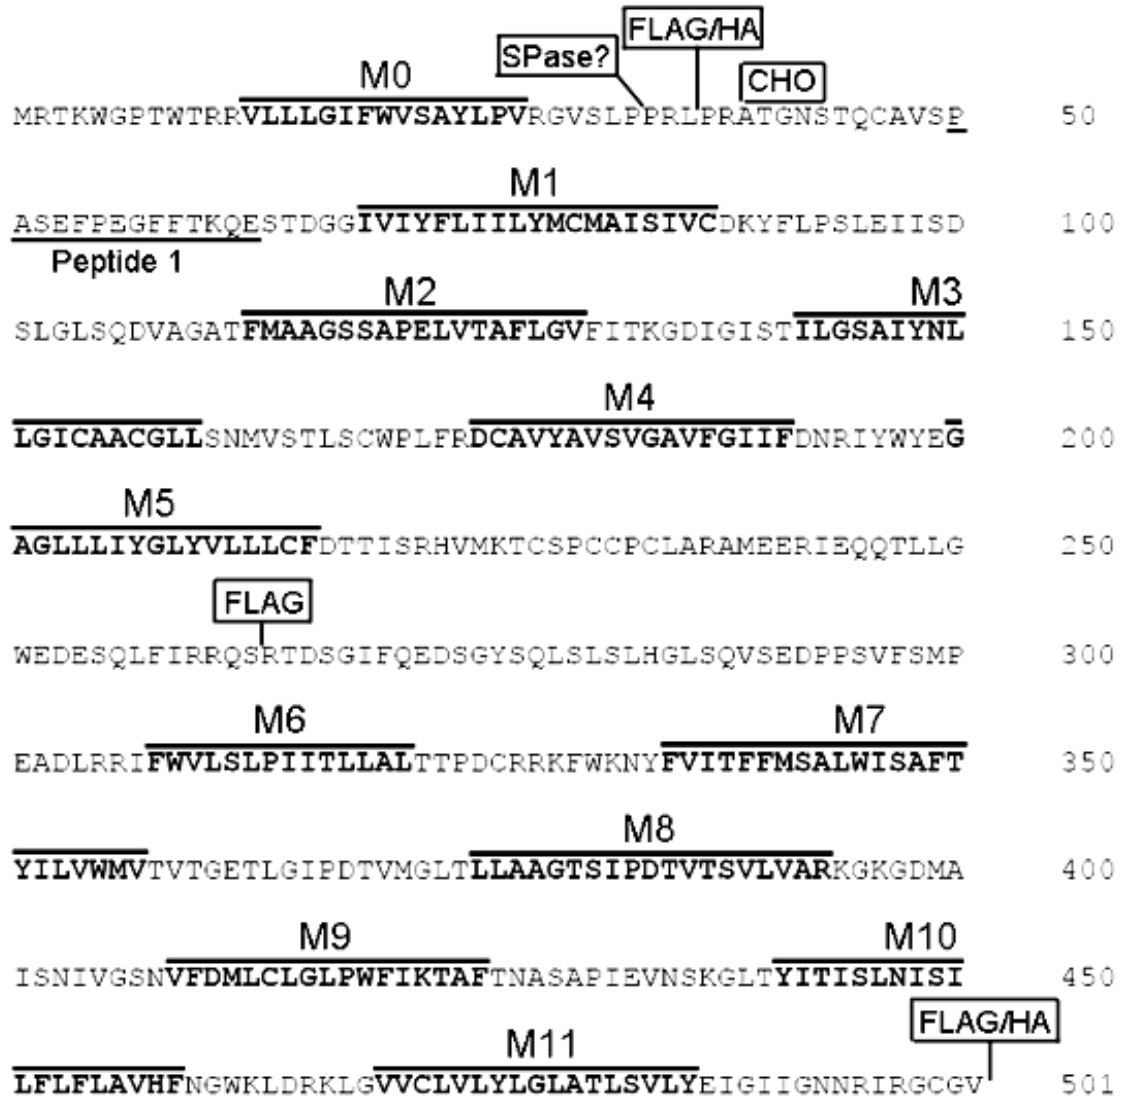 FLAG/HA
SPase?
M0
CHO
MRTKWGPTWTRRVLLLGIFWVSAYLPVRGVSLPPRLPRATGNSTQCAVSP 50
M1
ASEFPEGFFTKQESTDGGIVIYFLIILYMCMAISIVCDKYFLPSLEIISD 100
Peptide 1
M2 M3
SLGLSQDVAGATFMAAGSSAPELVTAFLGVFITKGDIGISTILGSAIYNL 150
M4
LGICAACGLLSNMVSTLSCWPLFRDCAVYAVSVGAVFGIIFDNRIYWYEG 200
M5
AGLLLIYGLYVLLLCFDTTISRHVMKTCSPCCPCLARAMEERIEQQTLLG 250
FLAG
WEDESQLFIRRQSRTDSGIFQEDSGYSQLSLSLHGLSQVSEDPPSVFSMP 300
M6 M7
EADLRRIFWVLSLPIITLLALTTPDCRRKFWKNYFVITFFMSALWISAFT 350
M8
YILVWMVTVTGETLGIPDTVMGLTLLAAGTSIPDTVTSVLVARKGKGDMA 400
M9 M10
ISNIVGSNVFDMLCLGLPWFIKTAFTNASAPIEVNSKGLTYITISLNISI 450
FLAG/HA
M11
LFLFLAVHFNGWKLDRKLGVVCLVLYLGLATLSVLYEIGIIGNNRIRGCGV 501